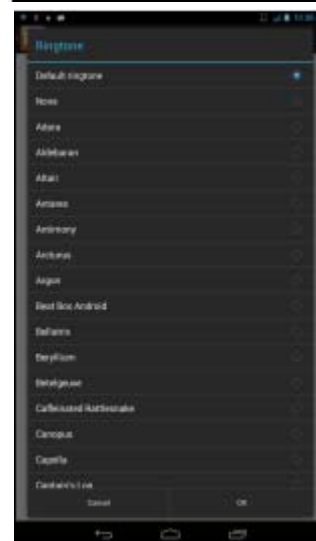 Ringtone
Default ringtone
None
Adara
Aldebaran
Altair
Antares
Antimony
Arcturus
Argon
Beat Box Android
Bellatrix
Beryllium
Betelgeuse
Caffeinated Rattlesnake
Canopus
Capella
Cancel OK